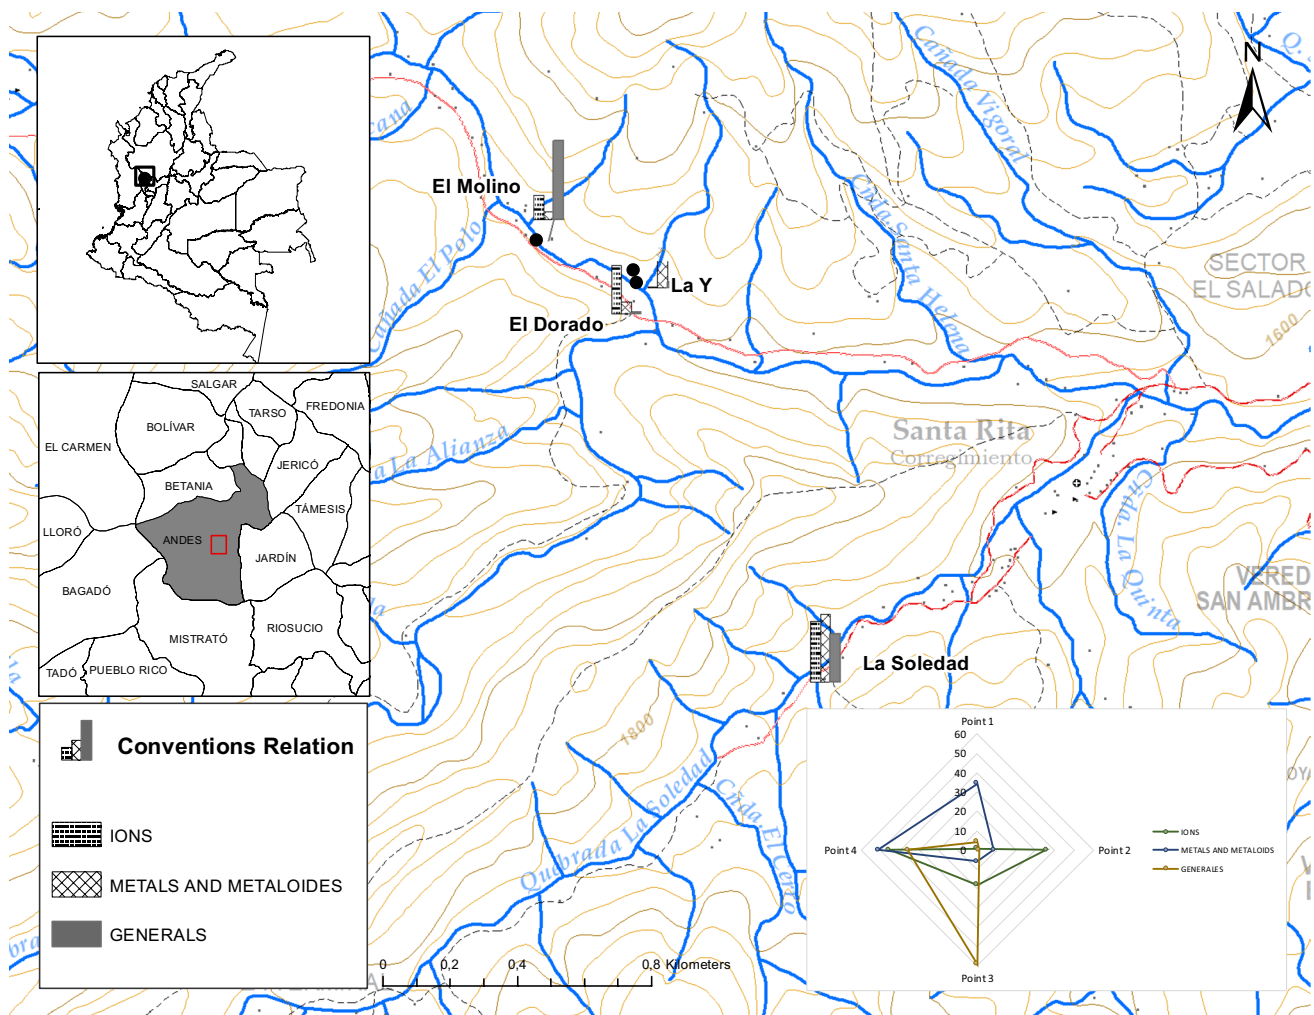 N
Cañada Vigoral
Q.
cana
El Molino
Cañada El Polo
Cñda Santa Helena
SECTOR
EL SALADO
La Y
El Dorado
1600
SALGAR
TARSO
FREDONIA
BOLÍVAR
EL CARMEN
JERICÓ
BETANIA
TÁMESIS
LLORÓ
ANDES
JARDÍN
BAGADÓ
RIOSUCIO
MISTRATÓ
TADÓ
PUEBLO RICO
a La Alianza
Santa Rita
Corregimiento
Cñda. La Quinta
VERED
SAN AMBR
La Soledad
1800
Quebrada La Soledad
Cñda El Cerro
Conventions Relation
IONS
METALS AND METALOIDES
GENERALS
0 0,2 0,4 0,8 Kilometers
Point 1
60
50
40
30
20
10
0
Point 4
Point 2
Point 3
IONS
METALS AND METALOIDS
GENERALES